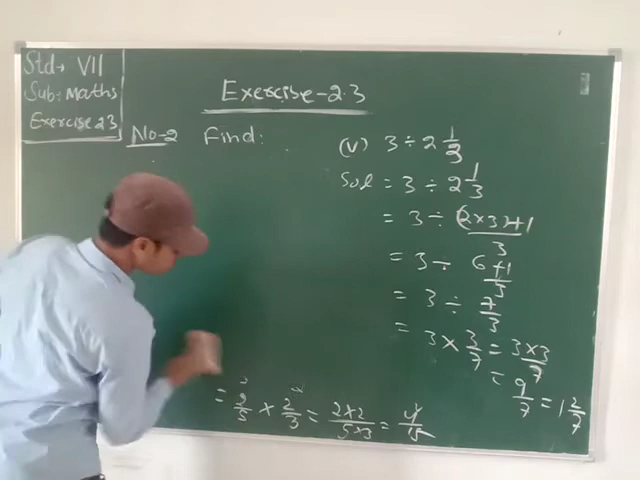 Std → VII
Sub: Maths
Exercise 2.3
Exercise-2.3
No-2 Find:
(v) 3 ÷ 2 1/3
Sol = 3 ÷ 2 1/3
= 3 ÷ (2×3)+1/3
= 3 ÷ 6+1/3
= 3 ÷ 7/3
= 3 × 3/7 = 3×3/7
= 9/7 = 1 2/7
= 2/5 × 2/3 = 2×2/5×3 = 4/15